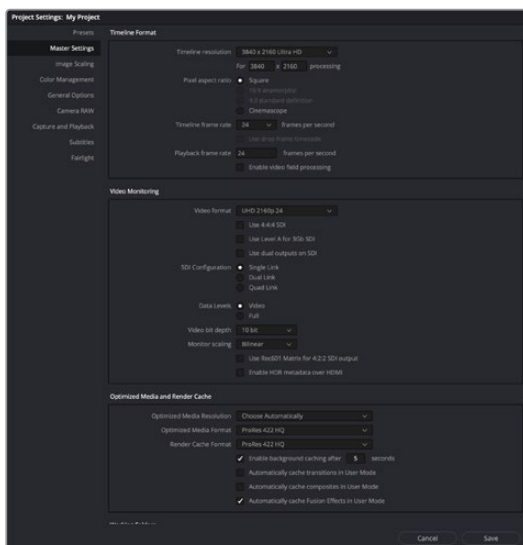 Project Settings: My Project
Presets
Master Settings
Image Scaling
Color Management
General Options
Camera RAW
Capture and Playback
Subtitles
Fairlight
Timeline Format
Timeline resolution 3840 x 2160 Ultra HD
For 3840 x 2160 processing
Pixel aspect ratio Square
16:9 anamorphic
4:3 standard definition
Cinemascope
Timeline frame rate 24 frames per second
Use drop frame timecode
Playback frame rate 24 frames per second
Enable video field processing
Video Monitoring
Video format UHD 2160p 24
Use 4:4:4 SDI
Use Level A for 3Gb SDI
Use dual outputs on SDI
SDI Configuration Single Link
Dual Link
Quad Link
Data Levels Video
Full
Video bit depth 10 bit
Monitor scaling Bilinear
Use Rec601 Matrix for 4:2:2 SDI output
Enable HDR metadata over HDMI
Optimized Media and Render Cache
Optimized Media Resolution Choose Automatically
Optimized Media Format ProRes 422 HQ
Render Cache Format ProRes 422 HQ
Enable background caching after 5 seconds
Automatically cache transitions in User Mode
Automatically cache composites in User Mode
Automatically cache Fusion Effects in User Mode
Working Folders
Cancel Save